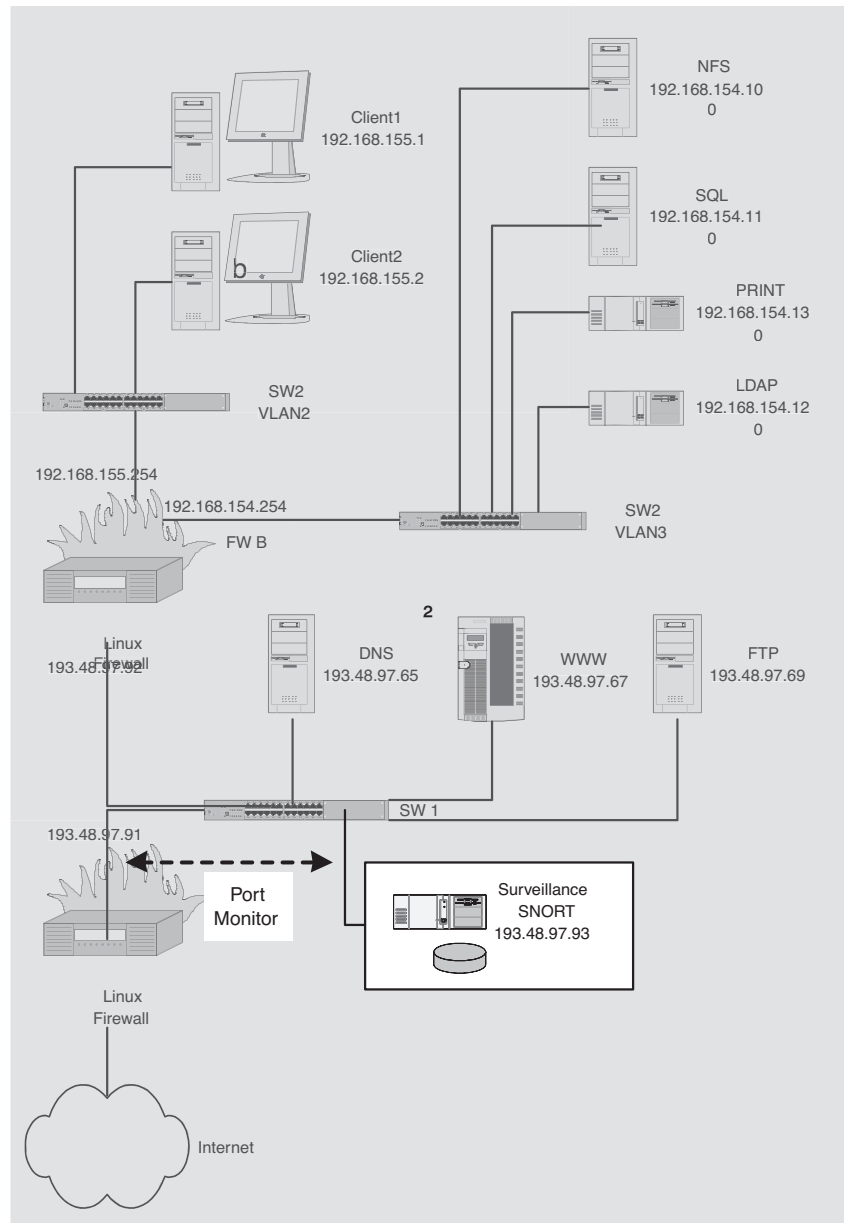 NFS
192.168.154.10
0
Client1
192.168.155.1
SQL
192.168.154.11
0
Client2
192.168.155.2
b
PRINT
192.168.154.13
0
SW2
VLAN2
LDAP
192.168.154.12
0
192.168.155.254
192.168.154.254
SW2
VLAN3
FW B
2
Linux
Firewall
193.48.97.92
DNS
193.48.97.65
WWW
193.48.97.67
FTP
193.48.97.69
SW 1
193.48.97.91
Port
Monitor
Surveillance
SNORT
193.48.97.93
Linux
Firewall
Internet